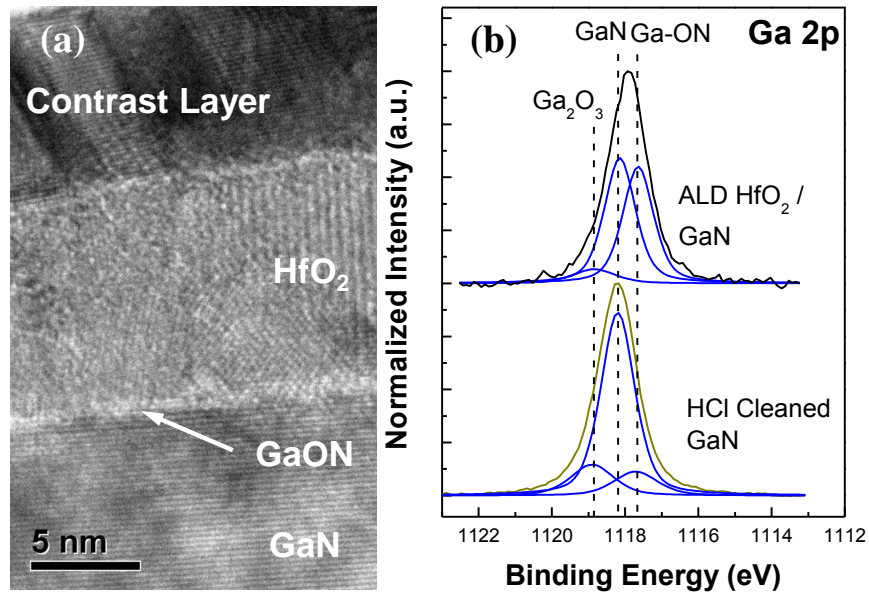 (a)
Contrast Layer
HfO₂
GaON
GaN
5 nm
(b)
GaN Ga-ON
Ga 2p
Ga₂O₃
ALD HfO₂ /
GaN
HCl Cleaned
GaN
Normalized Intensity (a.u.)
1122 1120 1118 1116 1114 1112
Binding Energy (eV)